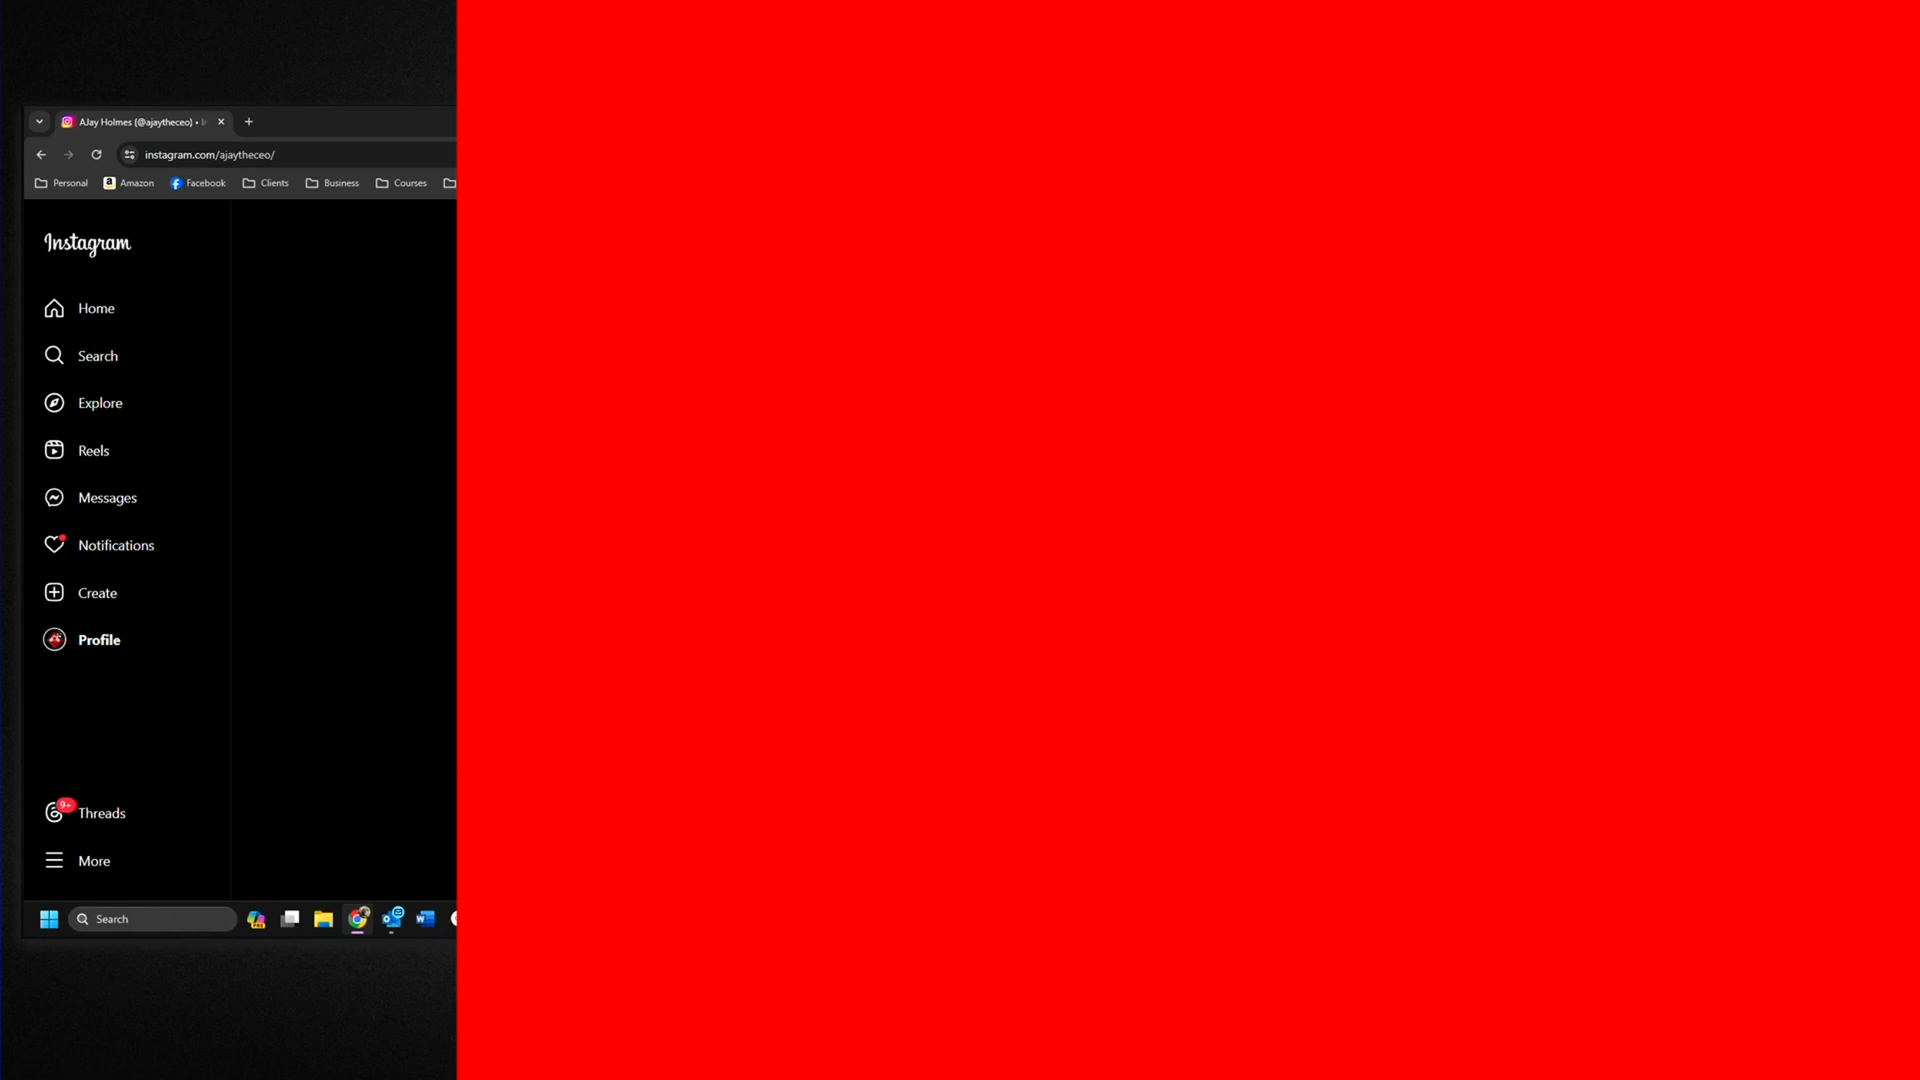 AJay Holmes (@ajaytheceo) •
instagram.com/ajaytheceo/
Personal Amazon Facebook Clients Business Courses
Instagram
Home
Search
Explore
Reels
Messages
Notifications
Create
Profile
9+
Threads
More
Search